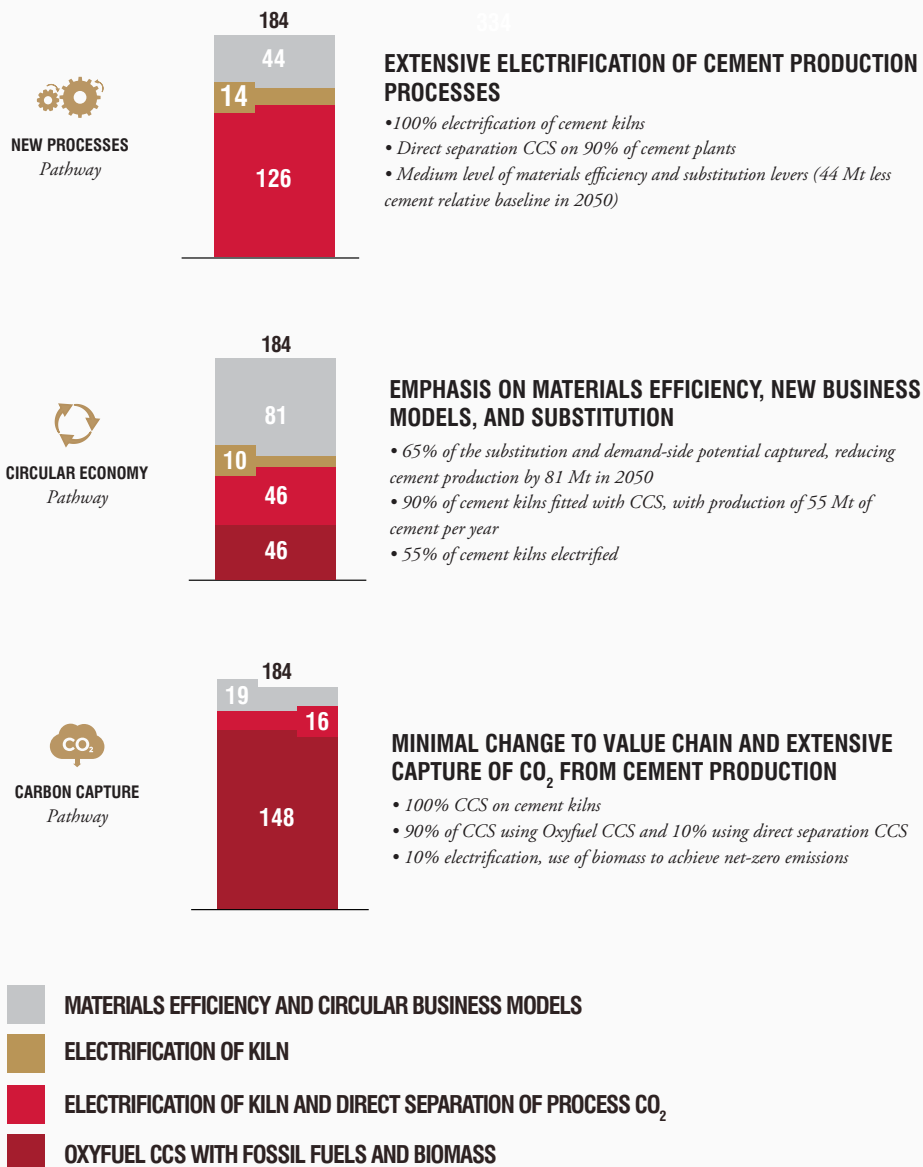 184
334
44
14
126
NEW PROCESSES
Pathway
EXTENSIVE ELECTRIFICATION OF CEMENT PRODUCTION
PROCESSES
•100% electrification of cement kilns
• Direct separation CCS on 90% of cement plants
• Medium level of materials efficiency and substitution levers (44 Mt less
cement relative baseline in 2050)
184
81
10
46
46
CIRCULAR ECONOMY
Pathway
EMPHASIS ON MATERIALS EFFICIENCY, NEW BUSINESS
MODELS, AND SUBSTITUTION
• 65% of the substitution and demand-side potential captured, reducing
cement production by 81 Mt in 2050
• 90% of cement kilns fitted with CCS, with production of 55 Mt of
cement per year
• 55% of cement kilns electrified
184
19
16
148
CO₂
CARBON CAPTURE
Pathway
MINIMAL CHANGE TO VALUE CHAIN AND EXTENSIVE
CAPTURE OF CO₂ FROM CEMENT PRODUCTION
• 100% CCS on cement kilns
• 90% of CCS using Oxyfuel CCS and 10% using direct separation CCS
• 10% electrification, use of biomass to achieve net-zero emissions
MATERIALS EFFICIENCY AND CIRCULAR BUSINESS MODELS
ELECTRIFICATION OF KILN
ELECTRIFICATION OF KILN AND DIRECT SEPARATION OF PROCESS CO₂
OXYFUEL CCS WITH FOSSIL FUELS AND BIOMASS